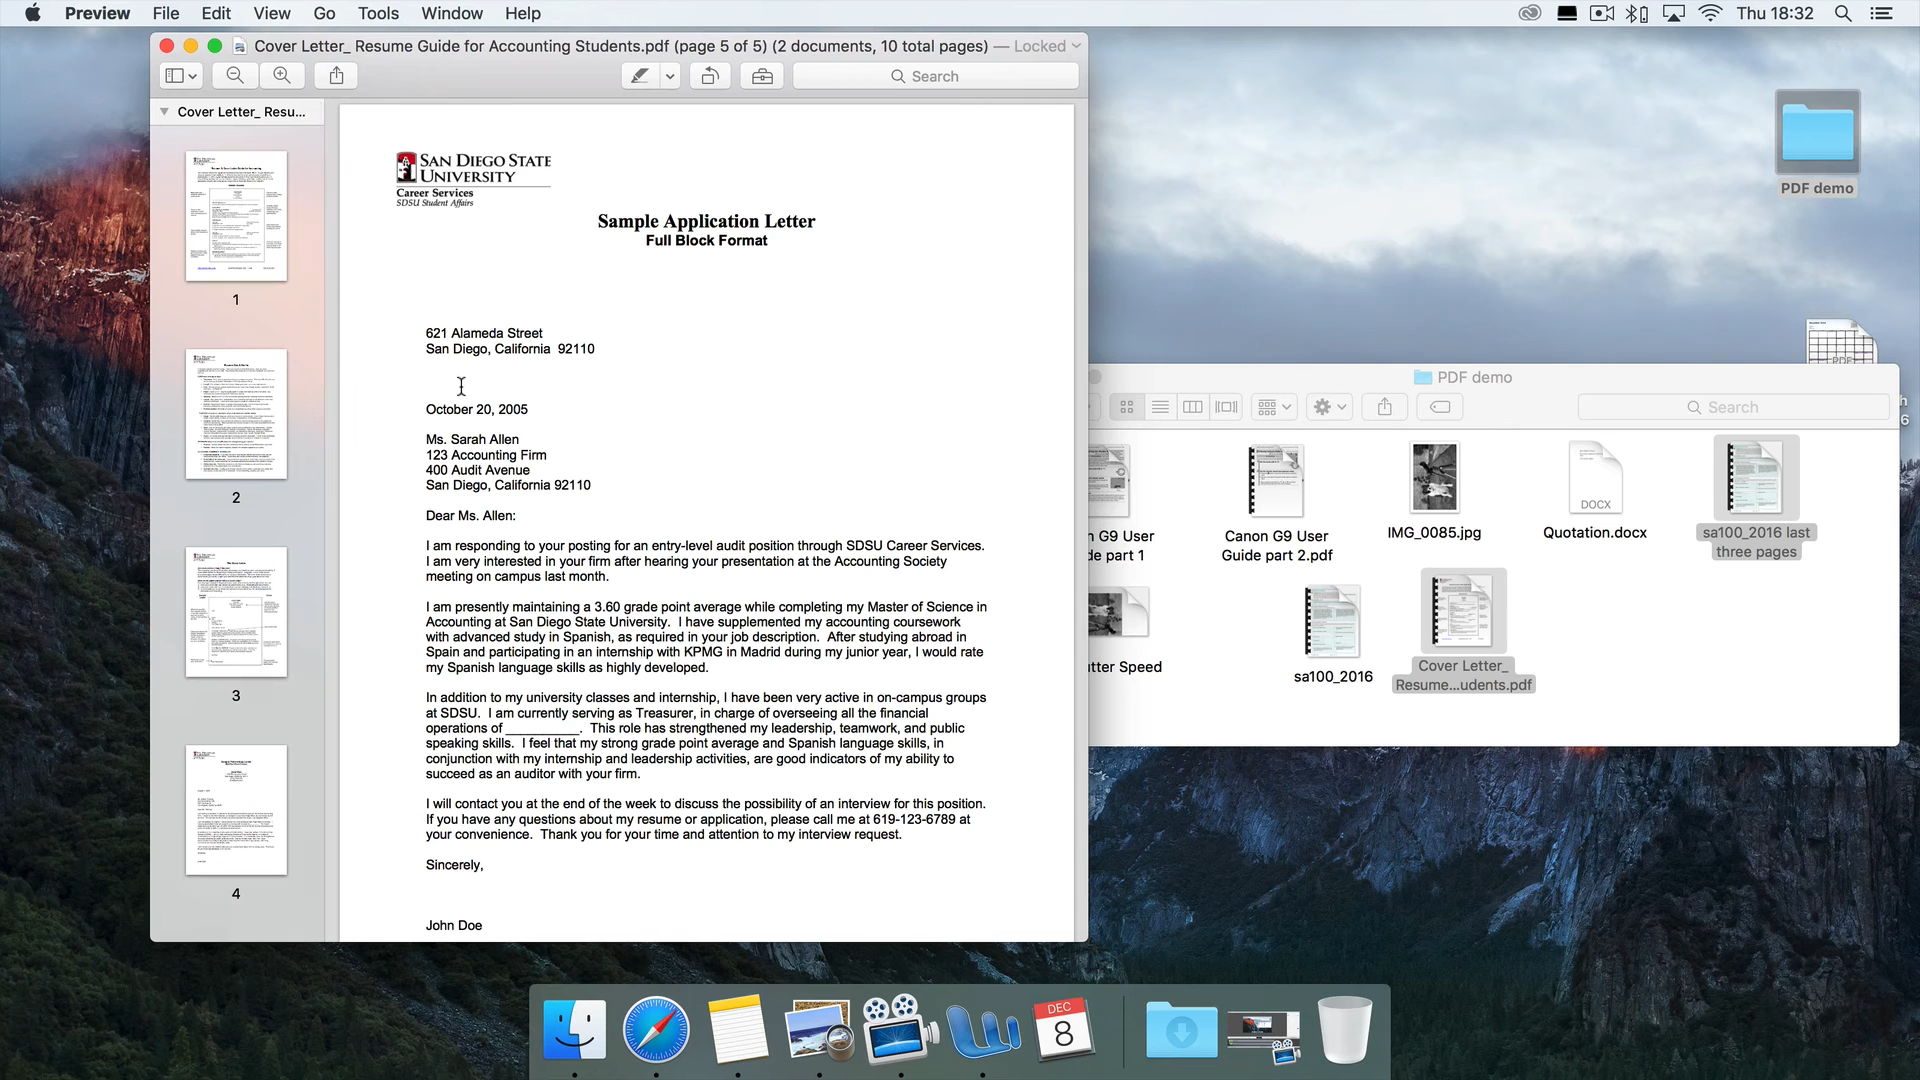 Preview File Edit View Go Tools Window Help
Thu 18:32
Cover Letter_ Resume Guide for Accounting Students.pdf (page 5 of 5) (2 documents, 10 total pages) — Locked
Search
Cover Letter_ Resu...
1
2
3
4
SAN DIEGO STATE
UNIVERSITY
Career Services
SDSU Student Affairs
Sample Application Letter
Full Block Format
621 Alameda Street
San Diego, California  92110
October 20, 2005
Ms. Sarah Allen
123 Accounting Firm
400 Audit Avenue
San Diego, California 92110
Dear Ms. Allen:
I am responding to your posting for an entry-level audit position through SDSU Career Services.
I am very interested in your firm after hearing your presentation at the Accounting Society
meeting on campus last month.
I am presently maintaining a 3.60 grade point average while completing my Master of Science in
Accounting at San Diego State University.  I have supplemented my accounting coursework
with advanced study in Spanish, as required in your job description.  After studying abroad in
Spain and participating in an internship with KPMG in Madrid during my junior year, I would rate
my Spanish language skills as highly developed.
In addition to my university classes and internship, I have been very active in on-campus groups
at SDSU.  I am currently serving as Treasurer, in charge of overseeing all the financial
operations of __________.  This role has strengthened my leadership, teamwork, and public
speaking skills.  I feel that my strong grade point average and Spanish language skills, in
conjunction with my internship and leadership activities, are good indicators of my ability to
succeed as an auditor with your firm.
I will contact you at the end of the week to discuss the possibility of an interview for this position.
If you have any questions about my resume or application, please call me at 619-123-6789 at
your convenience.  Thank you for your time and attention to my interview request.
Sincerely,
John Doe
PDF demo
PDF
h
6
PDF demo
Search
n G9 User
de part 1
Canon G9 User
Guide part 2.pdf
IMG_0085.jpg
DOCX
Quotation.docx
sa100_2016 last
three pages
tter Speed
sa100_2016
Cover Letter_
Resume...udents.pdf
DEC
8